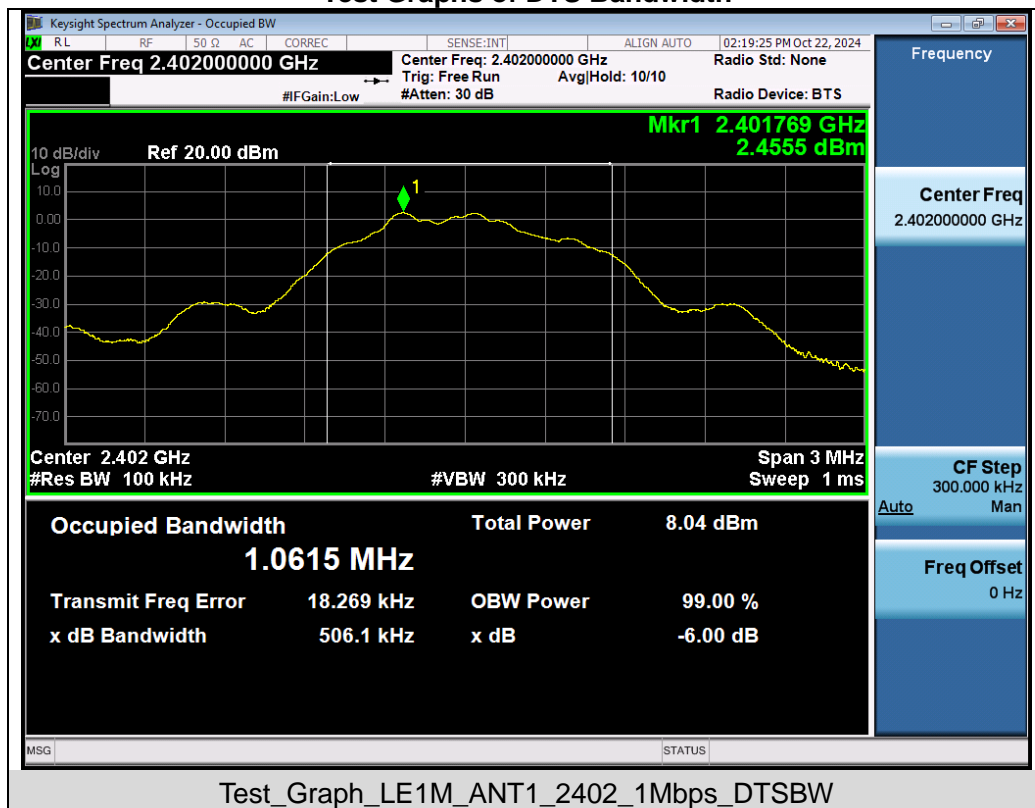 Test Graphs of DTS Bandwidth
Keysight Spectrum Analyzer - Occupied BW
LXI RL RF 50 Ω AC CORREC SENSE:INT ALIGN AUTO 02:19:25 PM Oct 22, 2024
Center Freq 2.402000000 GHz
Center Freq: 2.402000000 GHz Radio Std: None
Trig: Free Run Avg|Hold: 10/10
#IFGain:Low #Atten: 30 dB Radio Device: BTS
Mkr1 2.401769 GHz
2.4555 dBm
10 dB/div Ref 20.00 dBm
Log
10.0
0.00
-10.0
-20.0
-30.0
-40.0
-50.0
-60.0
-70.0
1
Center 2.402 GHz Span 3 MHz
#Res BW 100 kHz #VBW 300 kHz Sweep 1 ms
Occupied Bandwidth Total Power 8.04 dBm
1.0615 MHz
Transmit Freq Error 18.269 kHz OBW Power 99.00 %
x dB Bandwidth 506.1 kHz x dB -6.00 dB
MSG STATUS
Frequency
Center Freq
2.402000000 GHz
CF Step
300.000 kHz
Auto Man
Freq Offset
0 Hz
Test_Graph_LE1M_ANT1_2402_1Mbps_DTSBW